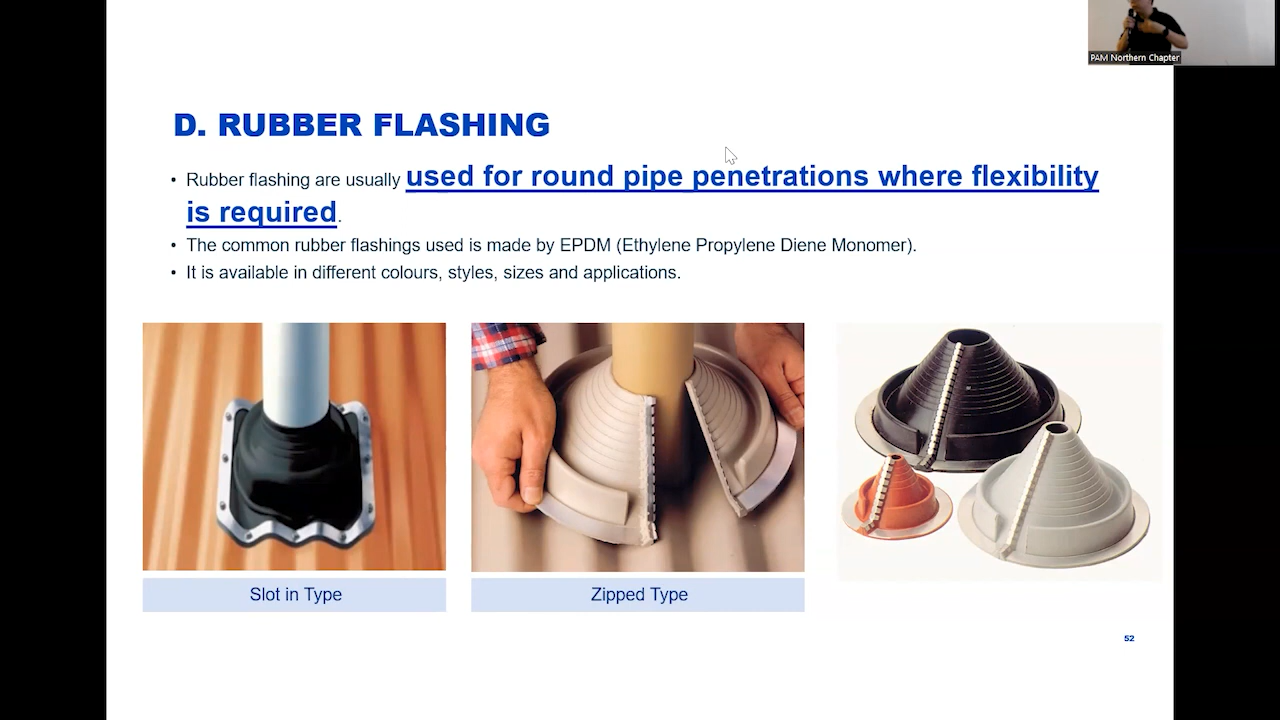 PAM Northern Chapter
D. RUBBER FLASHING
• Rubber flashing are usually used for round pipe penetrations where flexibility
is required.
• The common rubber flashings used is made by EPDM (Ethylene Propylene Diene Monomer).
• It is available in different colours, styles, sizes and applications.
Slot in Type
Zipped Type
52